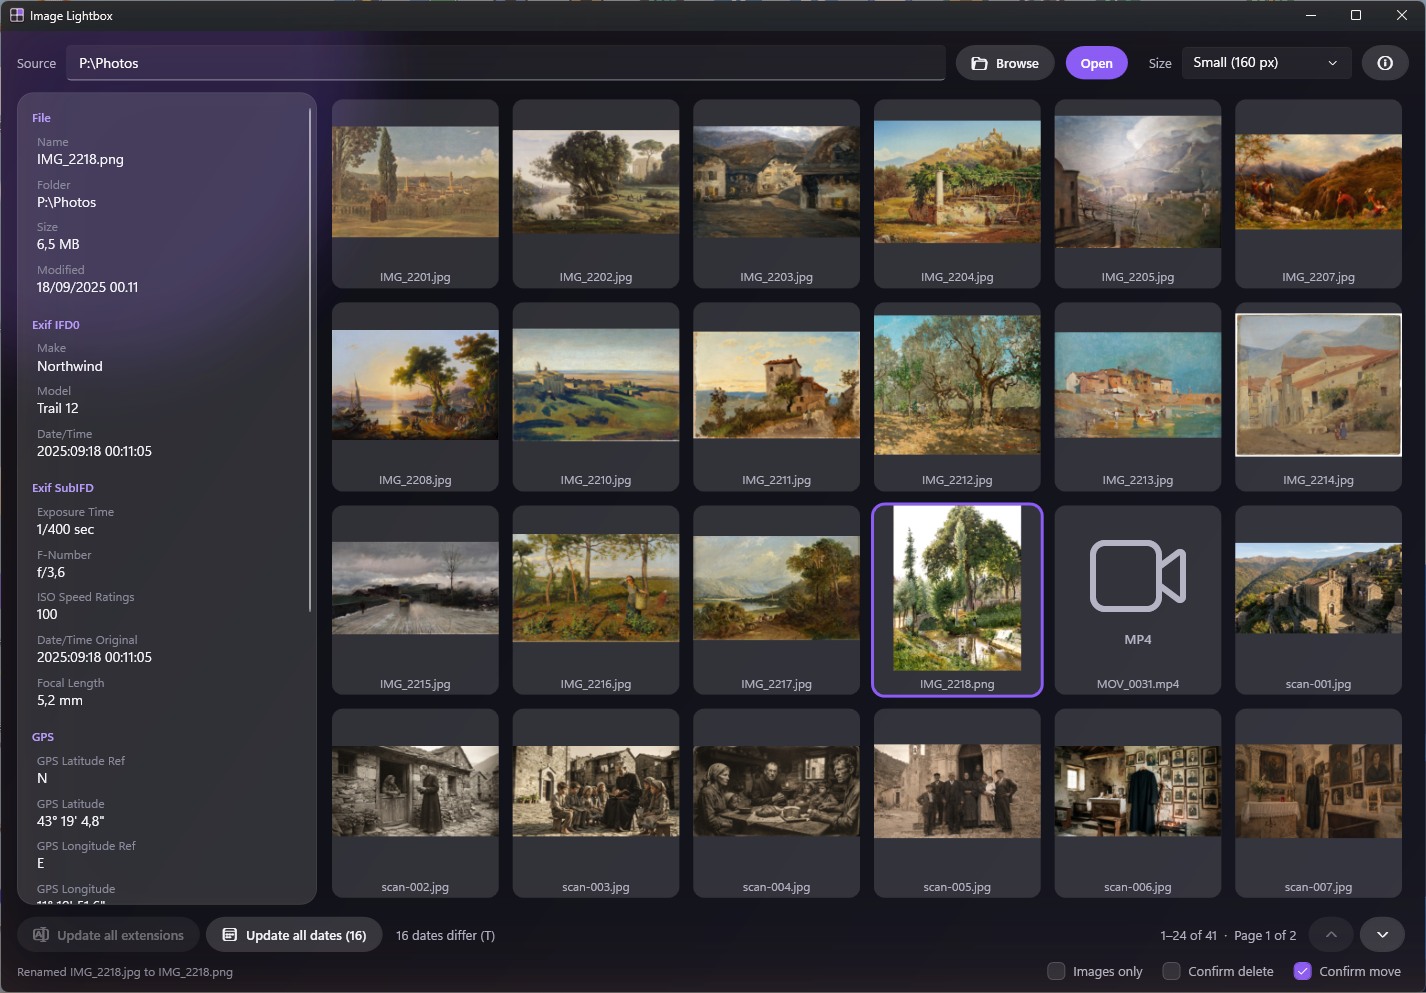 Image Lightbox
Source
P:\Photos
Browse
Open
Size
Small (160 px)
File
Name
IMG_2218.png
Folder
P:\Photos
Size
6,5 MB
Modified
18/09/2025 00.11
Exif IFD0
Make
Northwind
Model
Trail 12
Date/Time
2025:09:18 00:11:05
Exif SubIFD
Exposure Time
1/400 sec
F-Number
f/3,6
ISO Speed Ratings
100
Date/Time Original
2025:09:18 00:11:05
Focal Length
5,2 mm
GPS
GPS Latitude Ref
N
GPS Latitude
43° 19' 4,8"
GPS Longitude Ref
E
GPS Longitude
IMG_2201.jpg
IMG_2202.jpg
IMG_2203.jpg
IMG_2204.jpg
IMG_2205.jpg
IMG_2207.jpg
IMG_2208.jpg
IMG_2210.jpg
IMG_2211.jpg
IMG_2212.jpg
IMG_2213.jpg
IMG_2214.jpg
IMG_2215.jpg
IMG_2216.jpg
IMG_2217.jpg
IMG_2218.png
MP4
MOV_0031.mp4
scan-001.jpg
scan-002.jpg
scan-003.jpg
scan-004.jpg
scan-005.jpg
scan-006.jpg
scan-007.jpg
Update all extensions
Update all dates (16)
16 dates differ (T)
1–24 of 41 · Page 1 of 2
Renamed IMG_2218.jpg to IMG_2218.png
Images only
Confirm delete
Confirm move